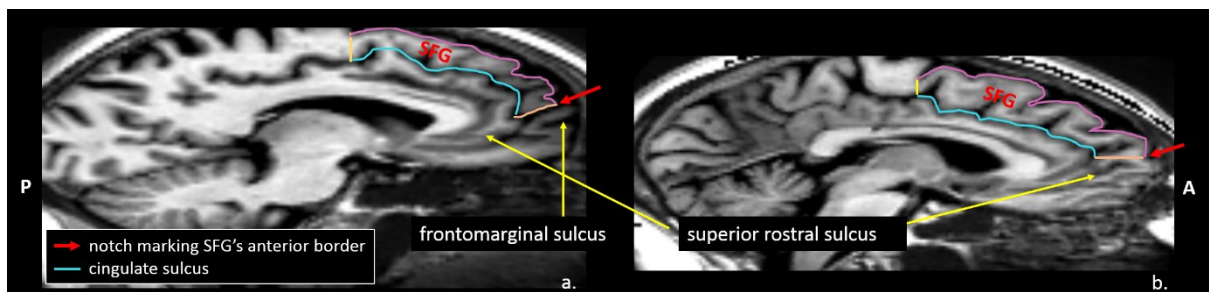 SFG
SFG
P
A
frontomarginal sulcus
superior rostral sulcus
notch marking SFG's anterior border
cingulate sulcus
a.
b.